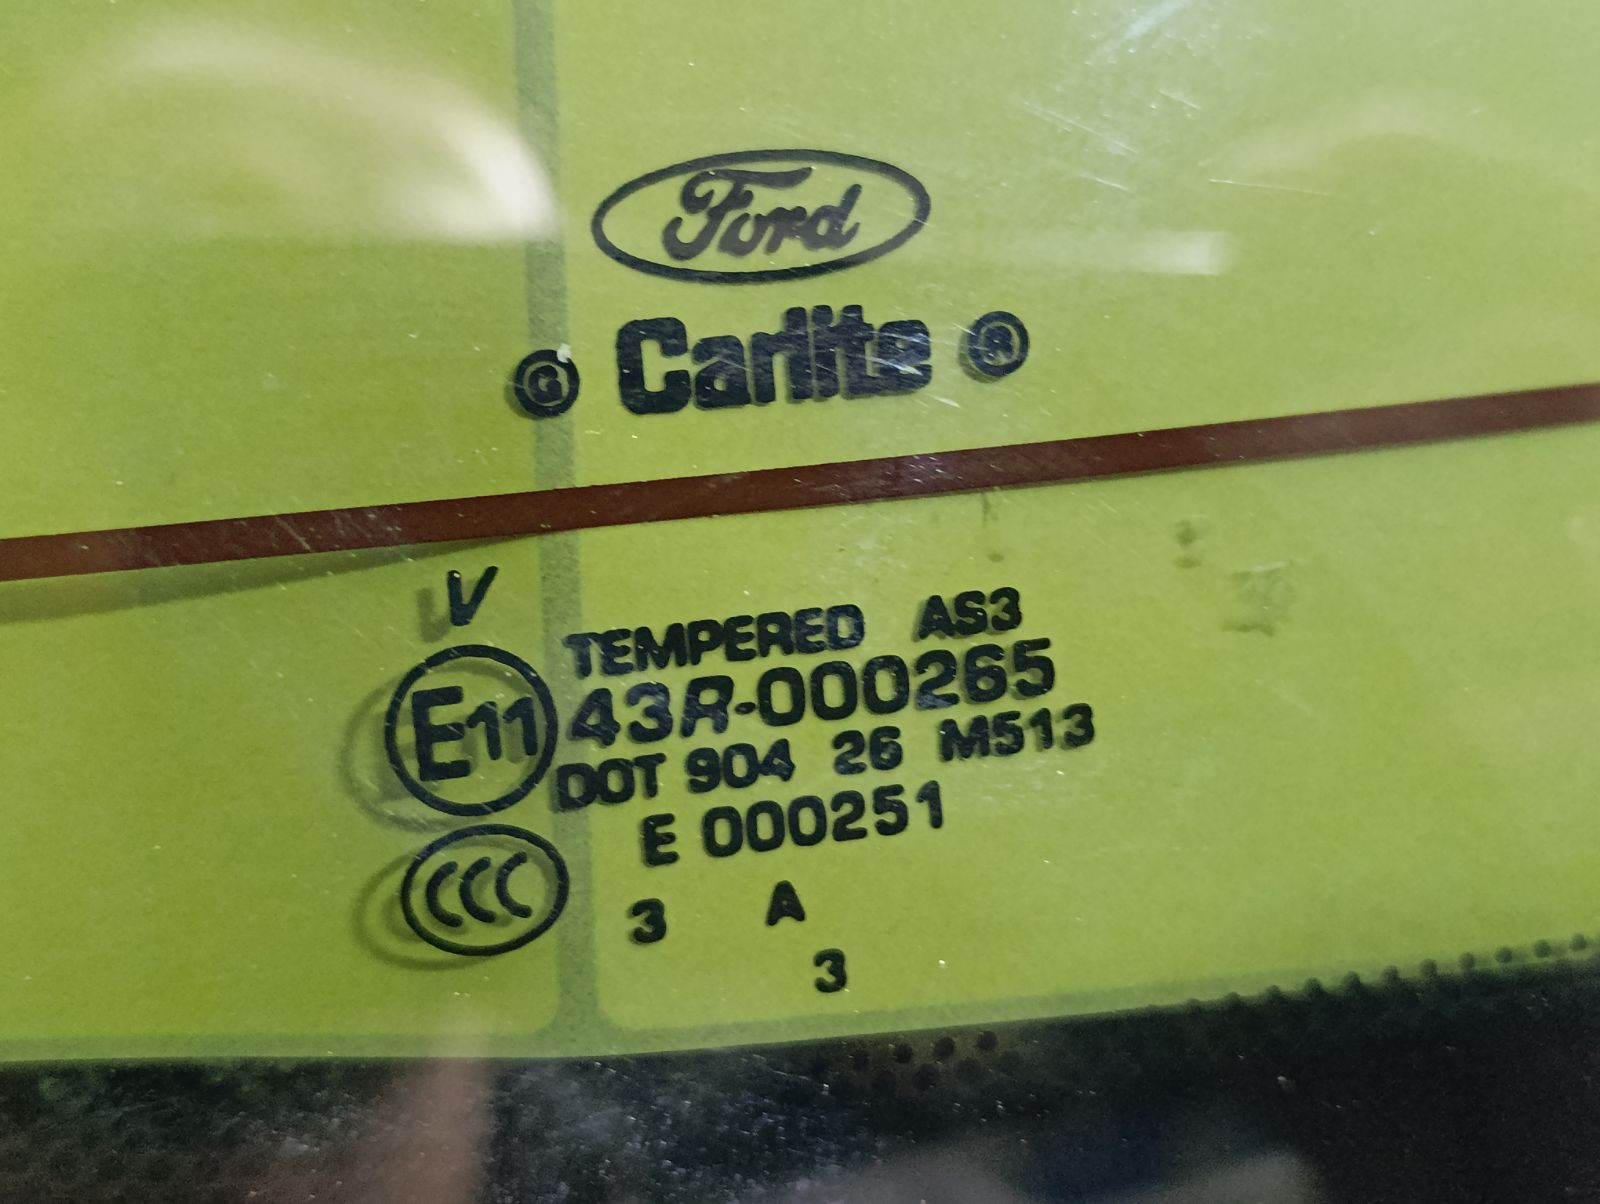 Ford
G Carlite R
V
TEMPERED AS3
E11 43R-000265
DOT 904 26 M513
E 000251
CCC
3 A
3